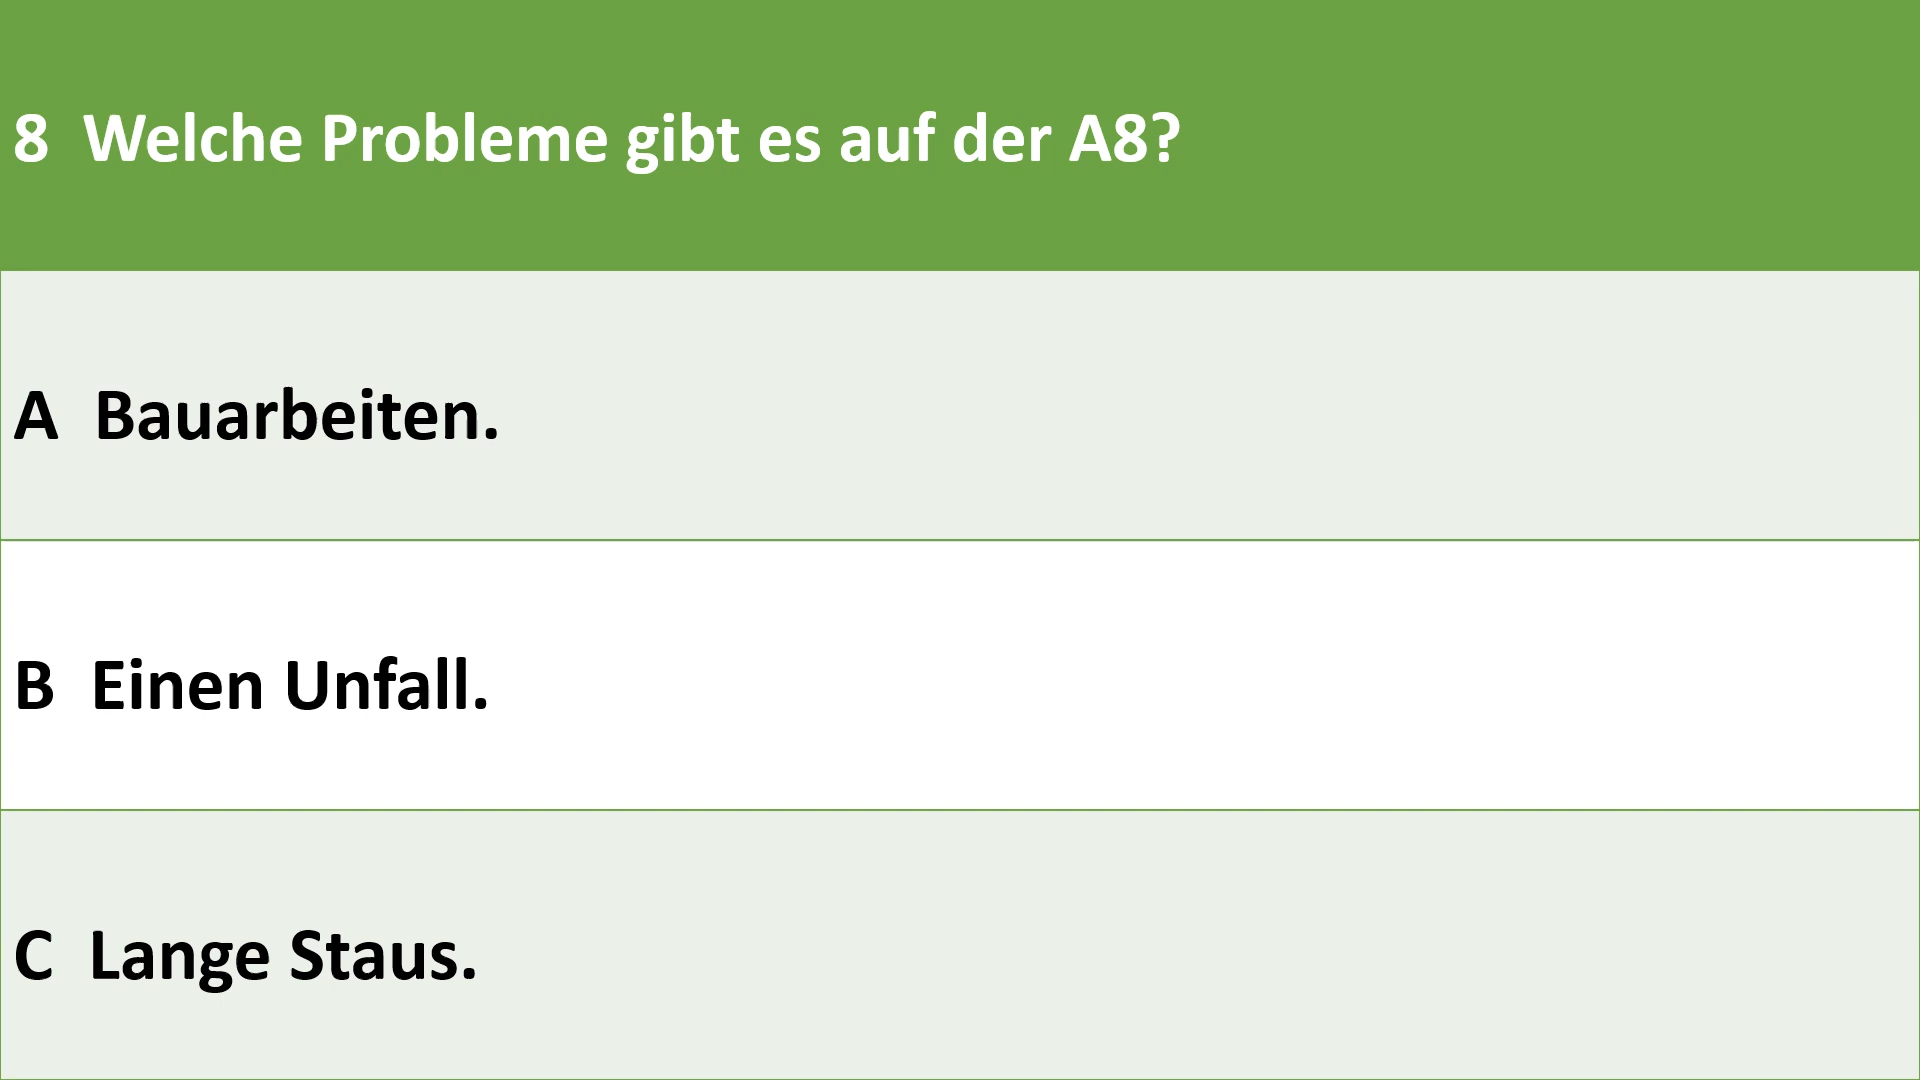 8 Welche Probleme gibt es auf der A8?
A Bauarbeiten.
B Einen Unfall.
C Lange Staus.